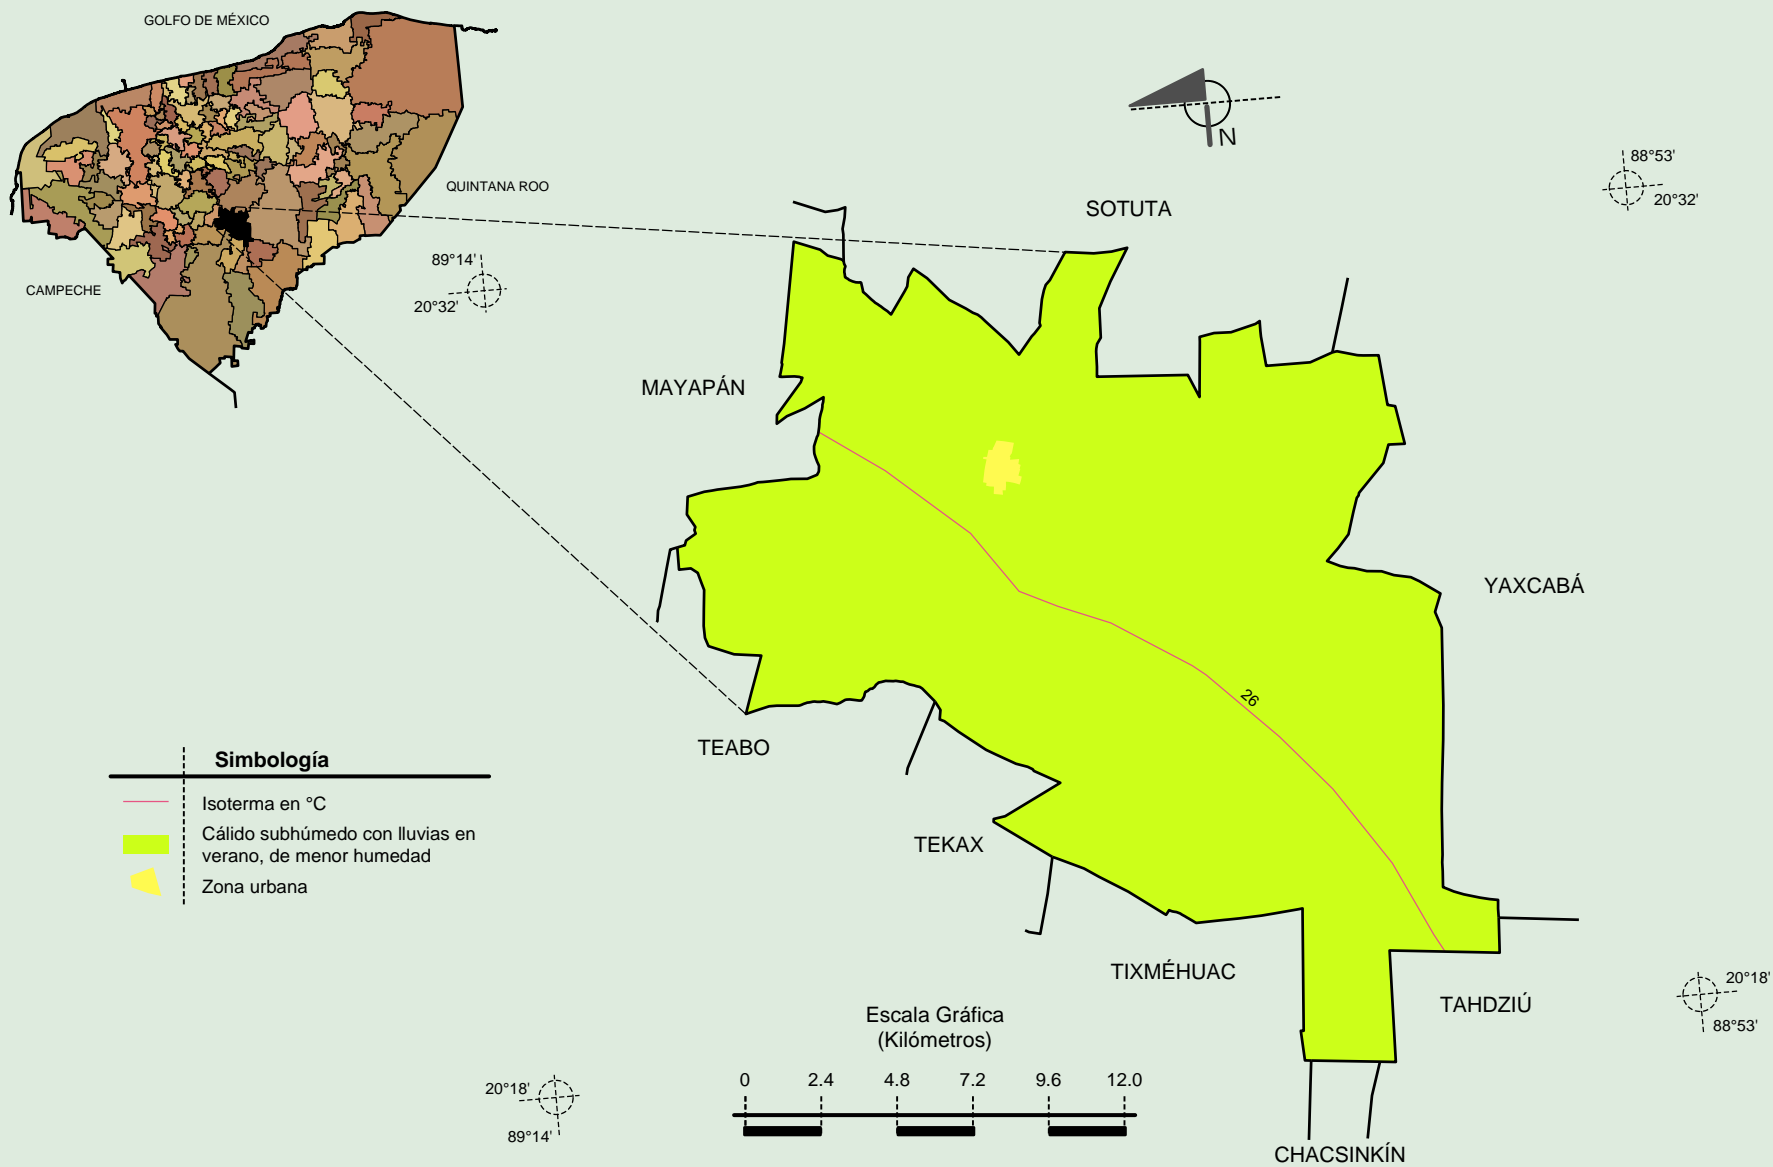 GOLFO DE MÉXICO
QUINTANA ROO
CAMPECHE
N
88°53'
20°32'
89°14'
20°32'
SOTUTA
MAYAPÁN
YAXCABÁ
26
TEABO
TEKAX
TIXMÉHUAC
TAHDZIÚ
CHACSINKÍN
Simbología
Isoterma en °C
Cálido subhúmedo con lluvias en
verano, de menor humedad
Zona urbana
Escala Gráfica
(Kilómetros)
0 2.4 4.8 7.2 9.6 12.0
20°18'
88°53'
20°18'
89°14'